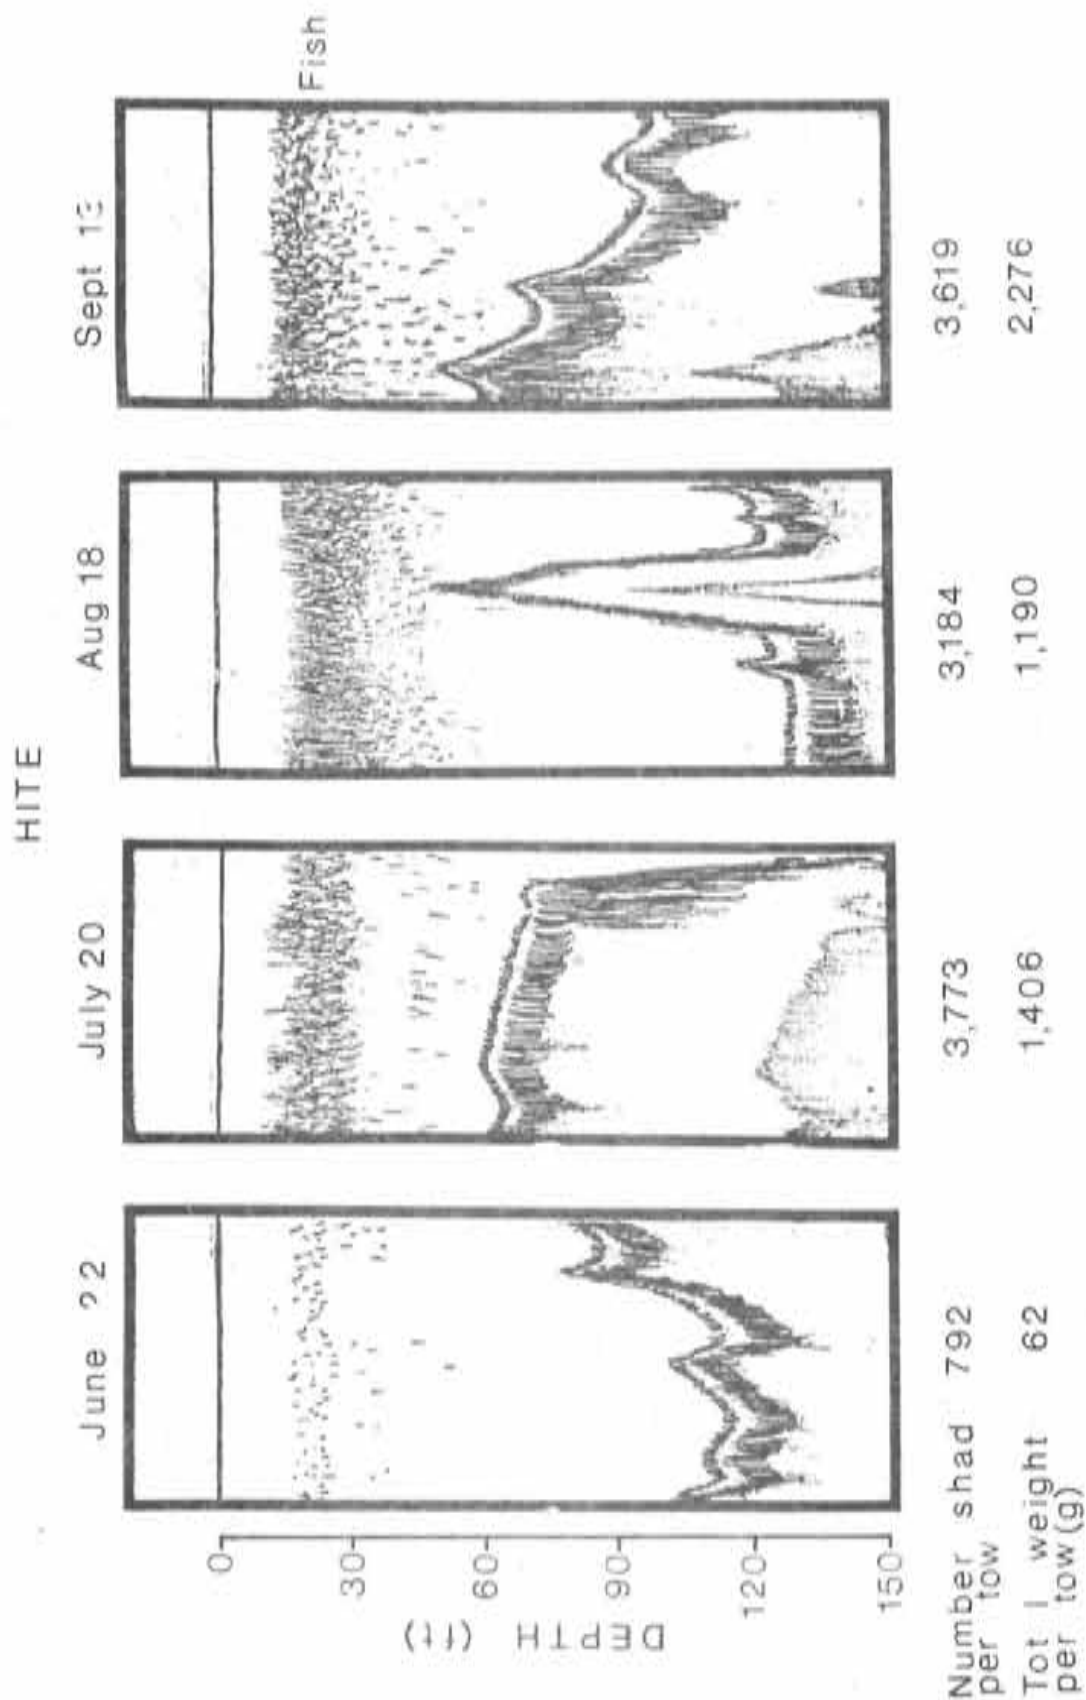 HITE
June 22
July 20
Aug 18
Sept 13
Fish
0
30
60
90
120
150
DEPTH (ft)
Number shad 792 3,773 3,184 3,619
per tow
Tot l weight 62 1,406 1,190 2,276
per tow(g)